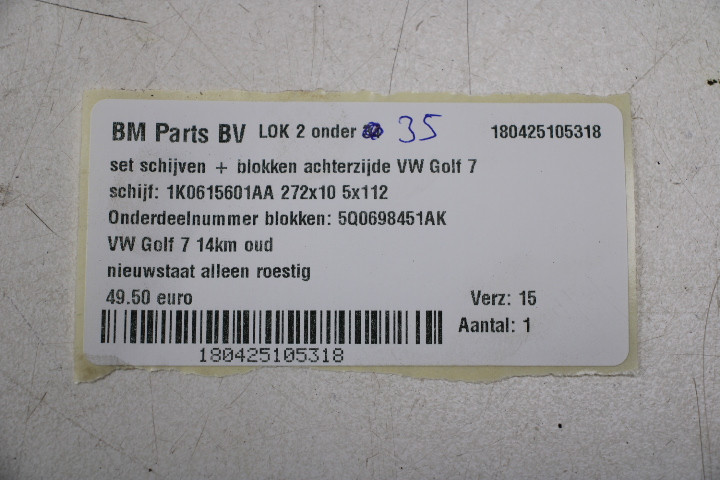 BM Parts BV LOK 2 onder 35 180425105318
set schijven + blokken achterzijde VW Golf 7
schijf: 1K0615601AA 272x10 5x112
Onderdeelnummer blokken: 5Q0698451AK
VW Golf 7 14km oud
nieuwstaat alleen roestig
49.50 euro Verz: 15
Aantal: 1
180425105318